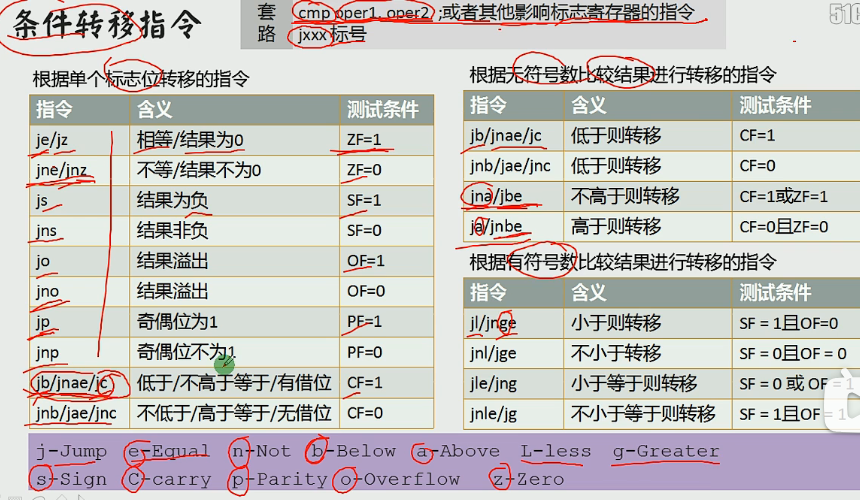 条件转移指令
套路
cmp oper1, oper2 ;或者其他影响标志寄存器的指令
jxxx 标号
516
根据单个标志位转移的指令
指令 含义 测试条件
je/jz 相等/结果为0 ZF=1
jne/jnz 不等/结果不为0 ZF=0
js 结果为负 SF=1
jns 结果非负 SF=0
jo 结果溢出 OF=1
jno 结果溢出 OF=0
jp 奇偶位为1 PF=1
jnp 奇偶位不为1 PF=0
jb/jnae/jc 低于/不高于等于/有借位 CF=1
jnb/jae/jnc 不低于/高于等于/无借位 CF=0
根据无符号数比较结果进行转移的指令
指令 含义 测试条件
jb/jnae/jc 低于则转移 CF=1
jnb/jae/jnc 低于则转移 CF=0
jna/jbe 不高于则转移 CF=1或ZF=1
ja/jnbe 高于则转移 CF=0且ZF=0
根据有符号数比较结果进行转移的指令
指令 含义 测试条件
jl/jnge 小于则转移 SF = 1且OF=0
jnl/jge 不小于则转移 SF = 0且OF = 0
jle/jng 小于等于则转移 SF = 0 或 OF = 1
jnle/jg 不小于等于则转移 SF = 1且OF = 1
j-Jump e-Equal n-Not b-Below a-Above L-less g-Greater
s-Sign C-carry p-Parity o-Overflow z-Zero